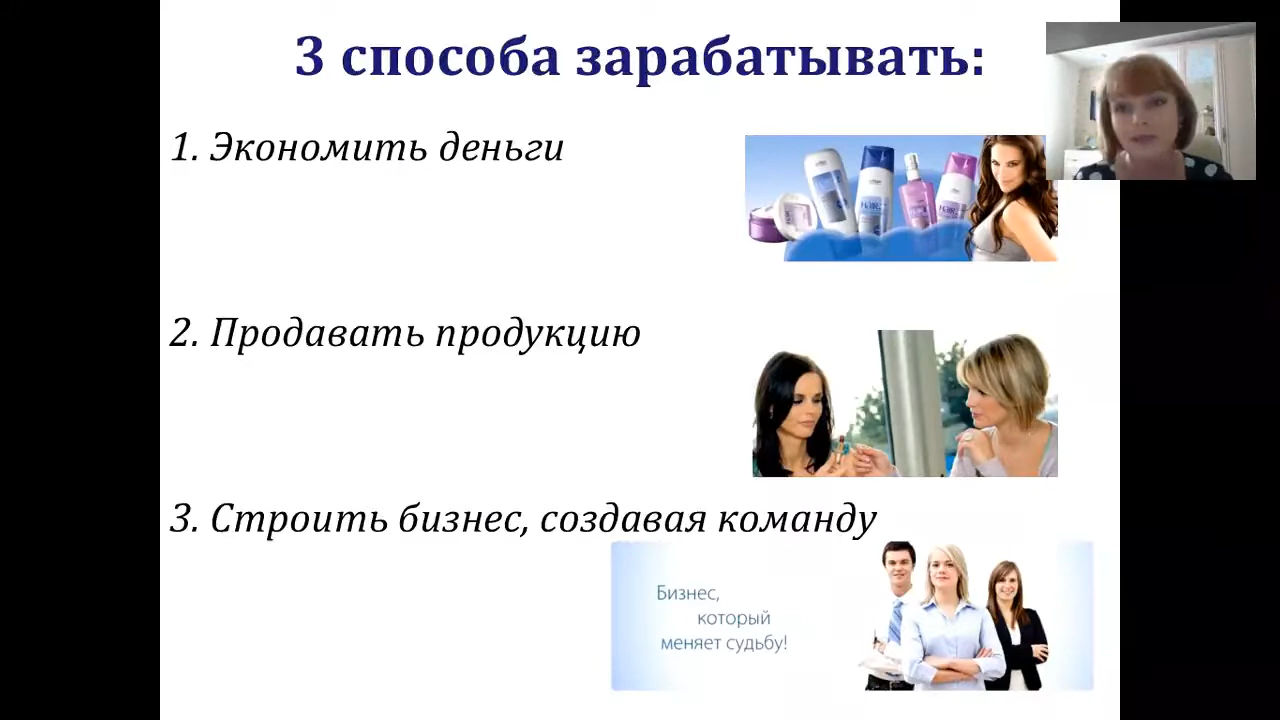 3 способа зарабатывать:
1. Экономить деньги
2. Продавать продукцию
3. Строить бизнес, создавая команду
Бизнес,
который
меняет судьбу!